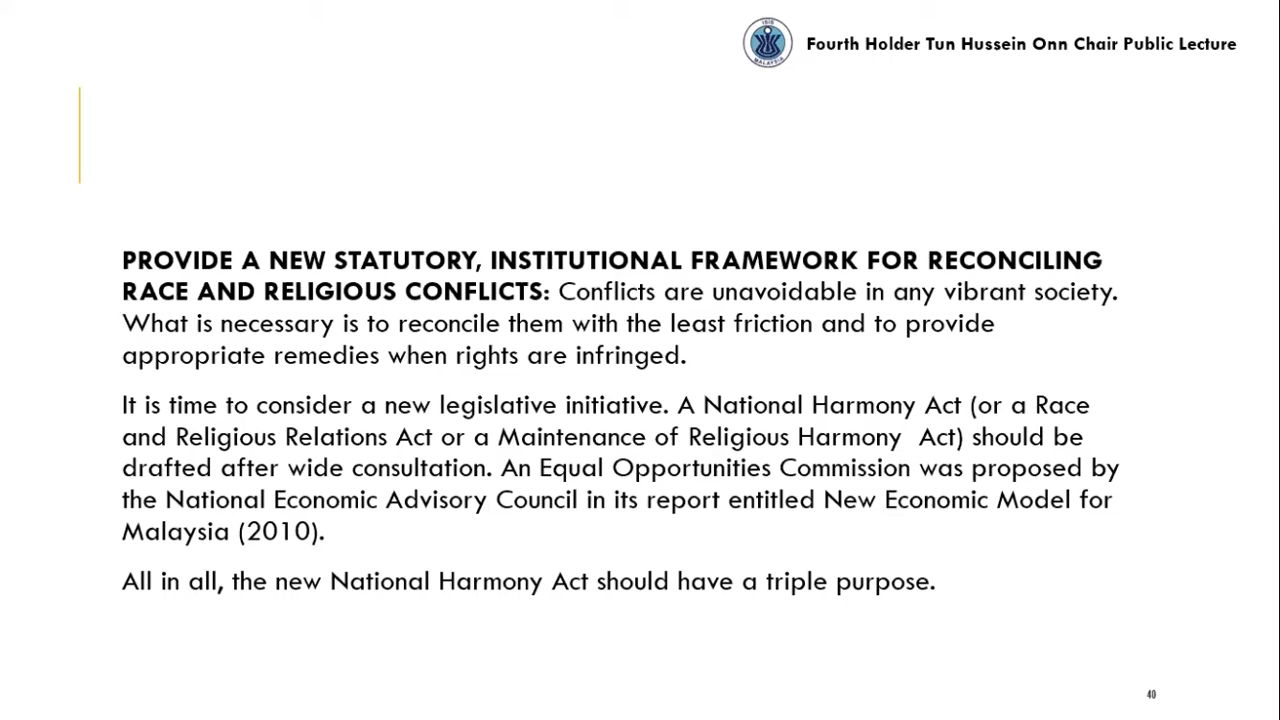 ISIS
MALAYSIA
Fourth Holder Tun Hussein Onn Chair Public Lecture
PROVIDE A NEW STATUTORY, INSTITUTIONAL FRAMEWORK FOR RECONCILING
RACE AND RELIGIOUS CONFLICTS: Conflicts are unavoidable in any vibrant society.
What is necessary is to reconcile them with the least friction and to provide
appropriate remedies when rights are infringed.
It is time to consider a new legislative initiative. A National Harmony Act (or a Race
and Religious Relations Act or a Maintenance of Religious Harmony  Act) should be
drafted after wide consultation. An Equal Opportunities Commission was proposed by
the National Economic Advisory Council in its report entitled New Economic Model for
Malaysia (2010).
All in all, the new National Harmony Act should have a triple purpose.
40